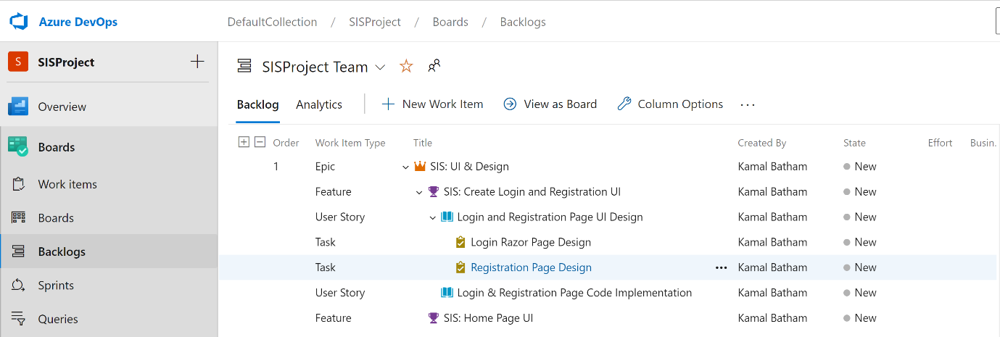 Azure DevOps
DefaultCollection / SISProject / Boards / Backlogs
S SISProject
SISProject Team
Overview
Backlog Analytics New Work Item View as Board Column Options
Boards
Order Work Item Type Title Created By State Effort Busin.
1 Epic SIS: UI & Design Kamal Batham New
Work items
Feature SIS: Create Login and Registration UI Kamal Batham New
Boards
User Story Login and Registration Page UI Design Kamal Batham New
Task Login Razor Page Design Kamal Batham New
Backlogs
Task Registration Page Design Kamal Batham New
Sprints
User Story Login & Registration Page Code Implementation Kamal Batham New
Queries
Feature SIS: Home Page UI Kamal Batham New